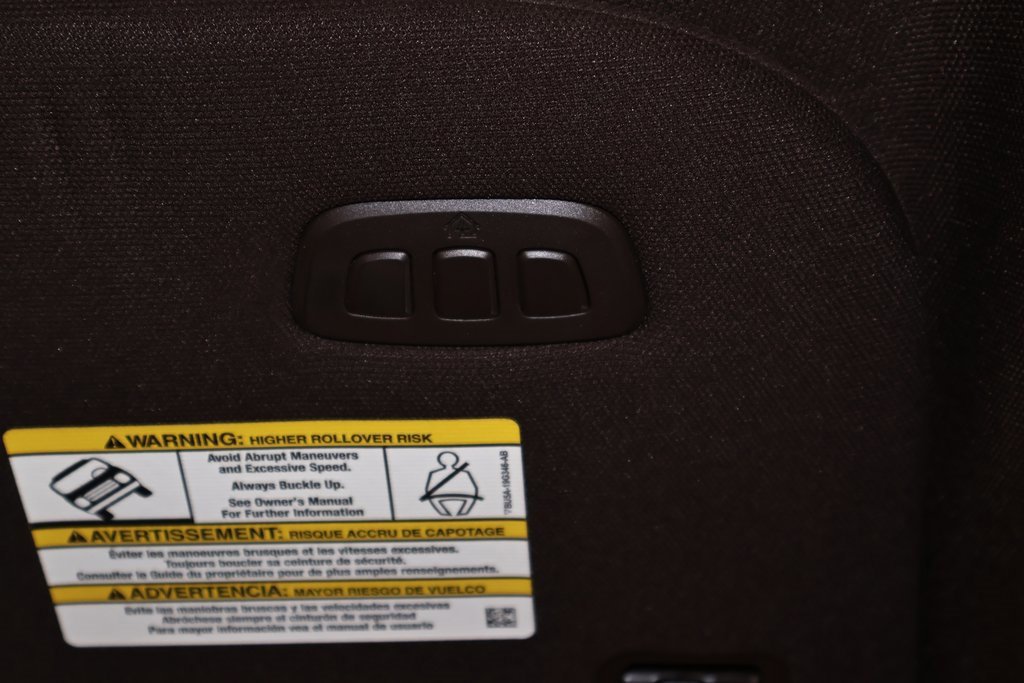 WARNING: HIGHER ROLLOVER RISK
Avoid Abrupt Maneuvers
and Excessive Speed.
Always Buckle Up.
See Owner's Manual
For Further Information
AVERTISSEMENT: RISQUE ACCRU DE CAPOTAGE
Éviter les manoeuvres brusques et les vitesses excessives.
Toujours boucler sa ceinture de sécurité.
Consulter le Guide du propriétaire pour de plus amples renseignements.
ADVERTENCIA: MAYOR RIESGO DE VUELCO
Evite las maniobras bruscas y las velocidades excesivas
Abróchese siempre el cinturón de seguridad
Para mayor información vea el manual de usuario